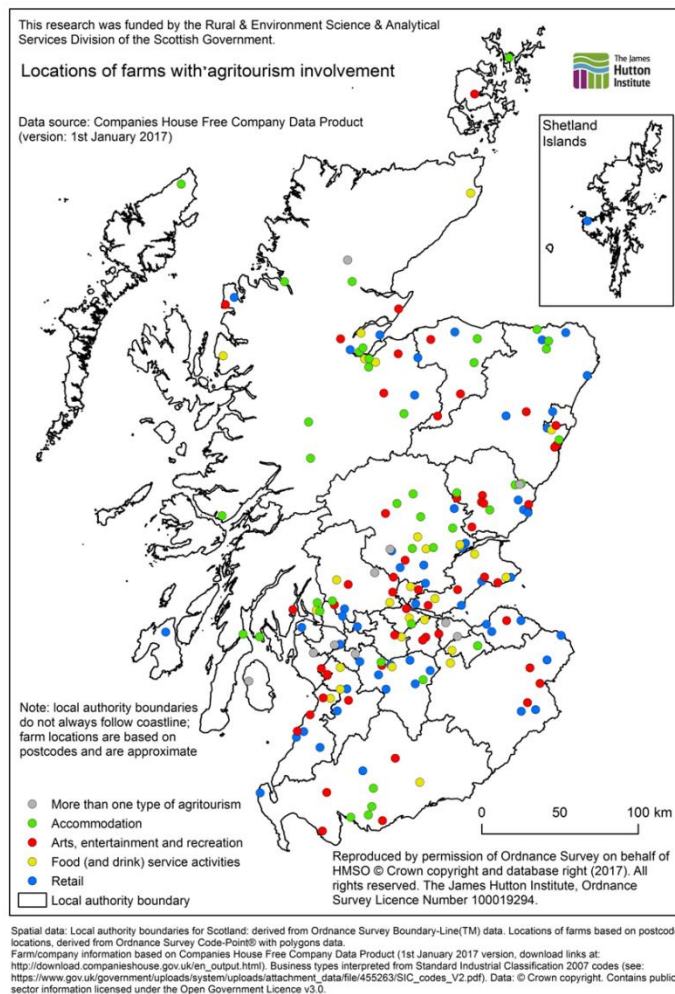 This research was funded by the Rural & Environment Science & Analytical
Services Division of the Scottish Government.
Locations of farms with agritourism involvement
The James
Hutton
Institute
Data source: Companies House Free Company Data Product
(version: 1st January 2017)
Shetland
Islands
Note: local authority boundaries
do not always follow coastline;
farm locations are based on
postcodes and are approximate
More than one type of agritourism
Accommodation
Arts, entertainment and recreation
Food (and drink) service activities
Retail
Local authority boundary
0 50 100 km
Reproduced by permission of Ordnance Survey on behalf of
HMSO © Crown copyright and database right (2017). All
rights reserved. The James Hutton Institute, Ordnance
Survey Licence Number 100019294.
Spatial data: Local authority boundaries for Scotland: derived from Ordnance Survey Boundary-Line(TM) data. Locations of farms based on postcode
locations, derived from Ordnance Survey Code-Point® with polygons data.
Farm/company information based on Companies House Free Company Data Product (1st January 2017 version, download links at:
http://download.companieshouse.gov.uk/en_output.html). Business types interpreted from Standard Industrial Classification 2007 codes (see:
https://www.gov.uk/government/uploads/system/uploads/attachment_data/file/455263/SIC_codes_V2.pdf). Data: © Crown copyright. Contains public
sector information licensed under the Open Government Licence v3.0.